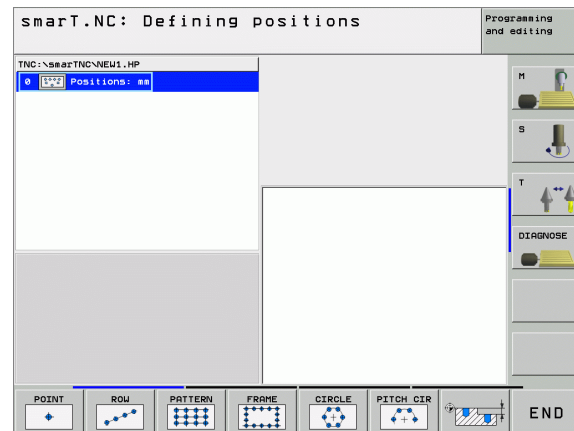 smarT.NC: Defining positions
Programming
and editing
TNC:\smarTNC\NEW1.HP
0 Positions: mm
M
S
T
DIAGNOSE
POINT
ROW
PATTERN
FRAME
CIRCLE
PITCH CIR
END